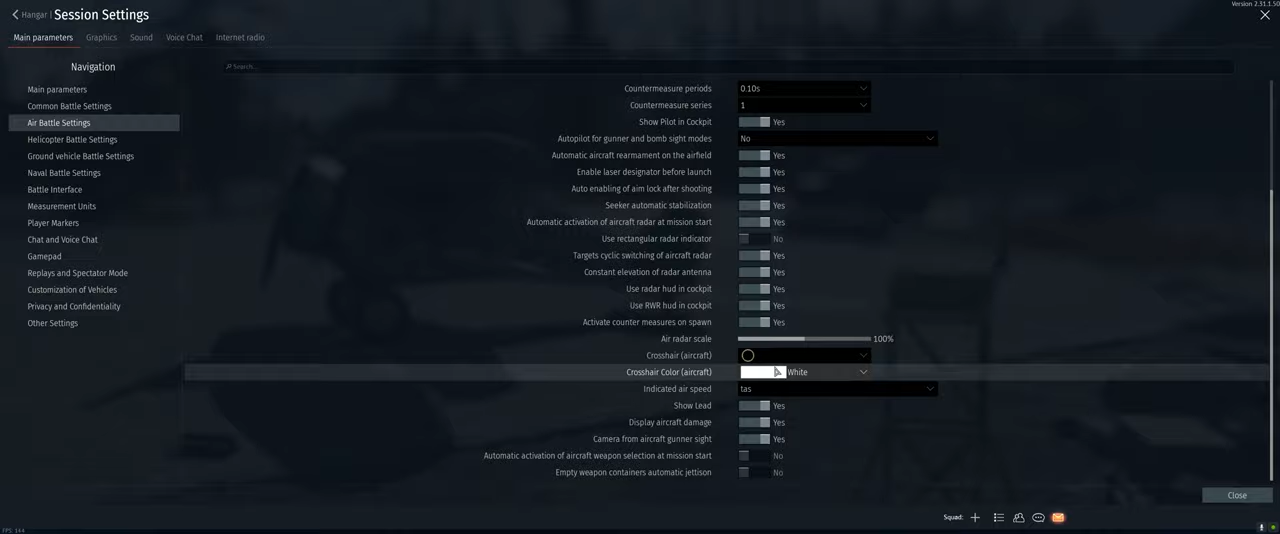 Version 2.31.1.50
Hangar | Session Settings
Main parameters Graphics Sound Voice Chat Internet radio
Navigation
Search...
Main parameters
Common Battle Settings
Air Battle Settings
Helicopter Battle Settings
Ground vehicle Battle Settings
Naval Battle Settings
Battle Interface
Measurement Units
Player Markers
Chat and Voice Chat
Gamepad
Replays and Spectator Mode
Customization of Vehicles
Privacy and Confidentiality
Other Settings
Countermeasure periods 0.10s
Countermeasure series 1
Show Pilot in Cockpit Yes
Autopilot for gunner and bomb sight modes No
Automatic aircraft rearmament on the airfield Yes
Enable laser designator before launch Yes
Auto enabling of aim lock after shooting Yes
Seeker automatic stabilization Yes
Automatic activation of aircraft radar at mission start Yes
Use rectangular radar indicator No
Targets cyclic switching of aircraft radar Yes
Constant elevation of radar antenna Yes
Use radar hud in cockpit Yes
Use RWR hud in cockpit Yes
Activate counter measures on spawn Yes
Air radar scale 100%
Crosshair (aircraft)
Crosshair Color (aircraft) White
Indicated air speed tas
Show Lead Yes
Display aircraft damage Yes
Camera from aircraft gunner sight Yes
Automatic activation of aircraft weapon selection at mission start No
Empty weapon containers automatic jettison No
Close
Squad:
FPS: 144